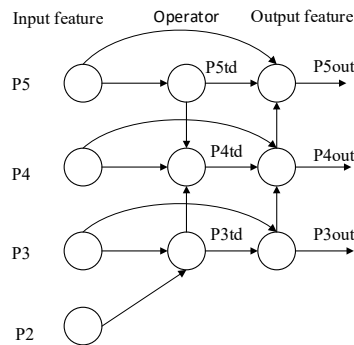 Input feature Operator Output feature
P5 P5td P5out
P4 P4td P4out
P3 P3td P3out
P2